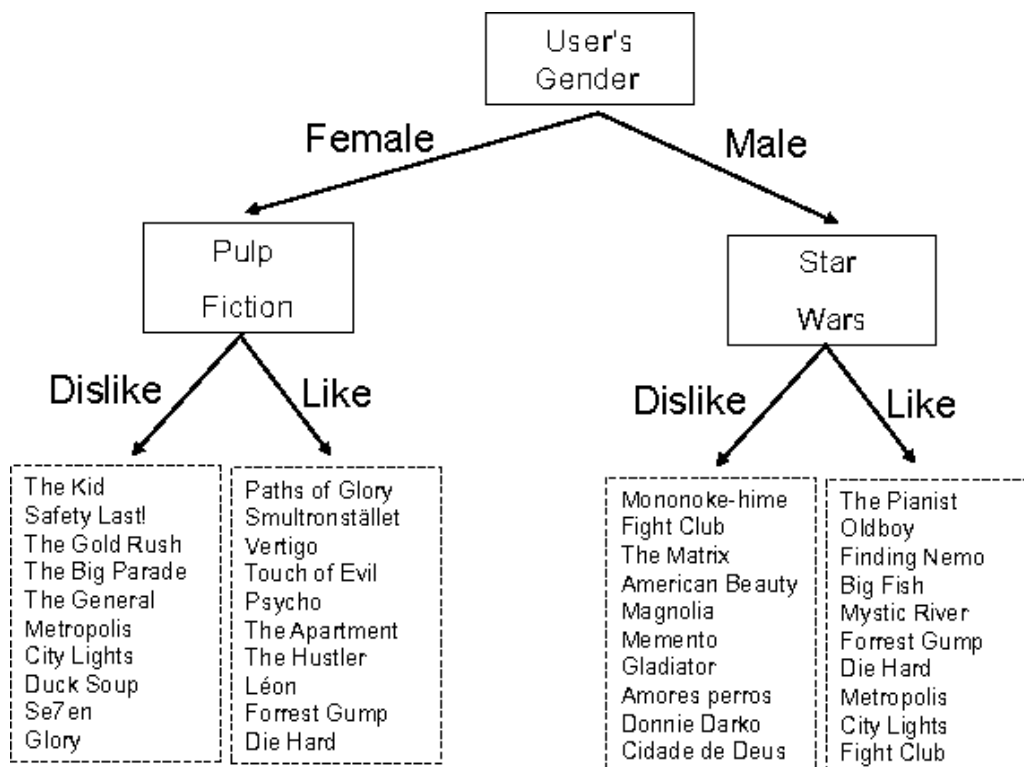 User's
Gender
Female
Male
Pulp
Fiction
Star
Wars
Dislike
Like
Dislike
Like
The Kid
Safety Last!
The Gold Rush
The Big Parade
The General
Metropolis
City Lights
Duck Soup
Se7en
Glory
Paths of Glory
Smultronstället
Vertigo
Touch of Evil
Psycho
The Apartment
The Hustler
Léon
Forrest Gump
Die Hard
Mononoke-hime
Fight Club
The Matrix
American Beauty
Magnolia
Memento
Gladiator
Amores perros
Donnie Darko
Cidade de Deus
The Pianist
Oldboy
Finding Nemo
Big Fish
Mystic River
Forrest Gump
Die Hard
Metropolis
City Lights
Fight Club